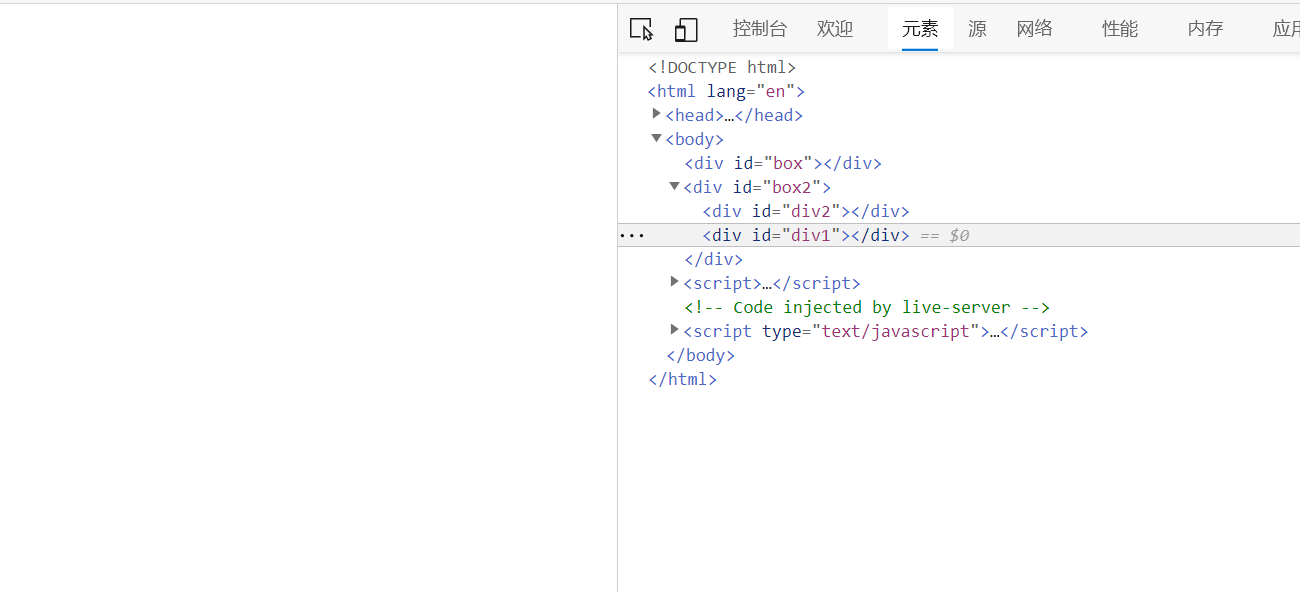 控制台 欢迎 元素 源 网络 性能 内存
<!DOCTYPE html>
<html lang="en">
<head>…</head>
<body>
<div id="box"></div>
<div id="box2">
<div id="div2"></div>
<div id="div1"></div> == $0
</div>
<script>…</script>
<!-- Code injected by live-server -->
<script type="text/javascript">…</script>
</body>
</html>